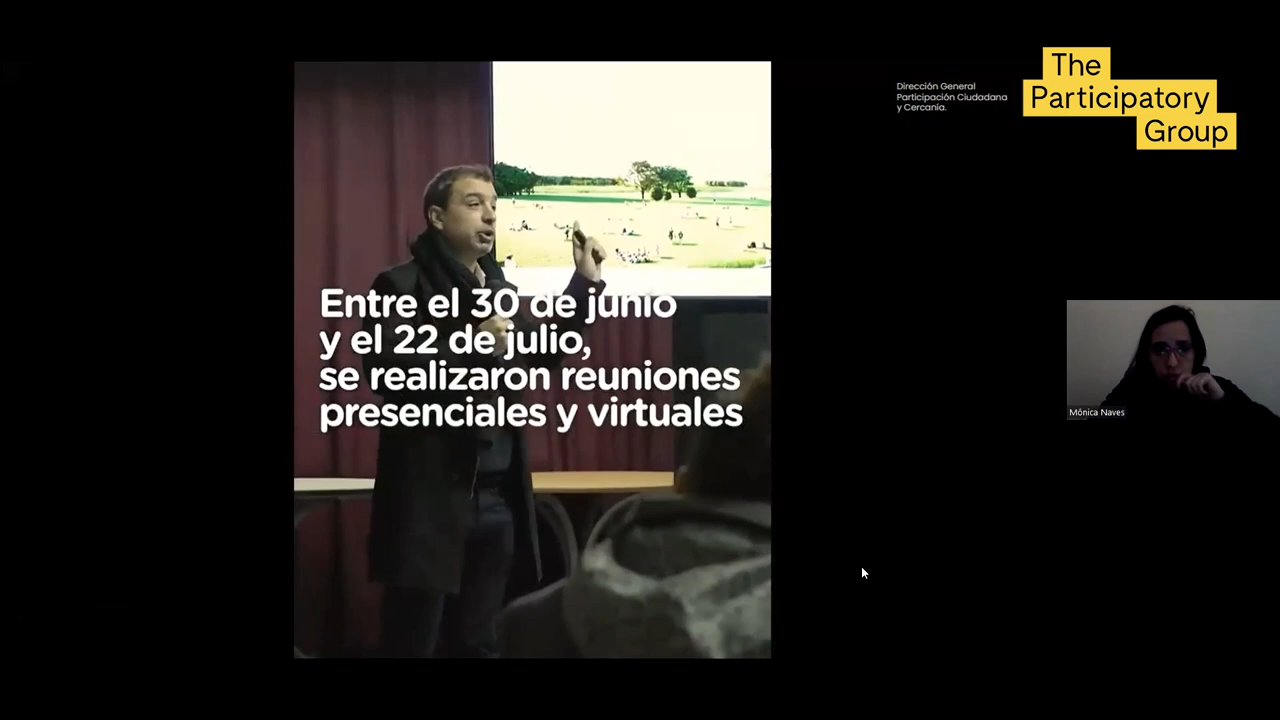 Dirección General
Participación Ciudadana
y Cercanía.
The
Participatory
Group
Entre el 30 de junio
y el 22 de julio,
se realizaron reuniones
presenciales y virtuales
Mónica Naves